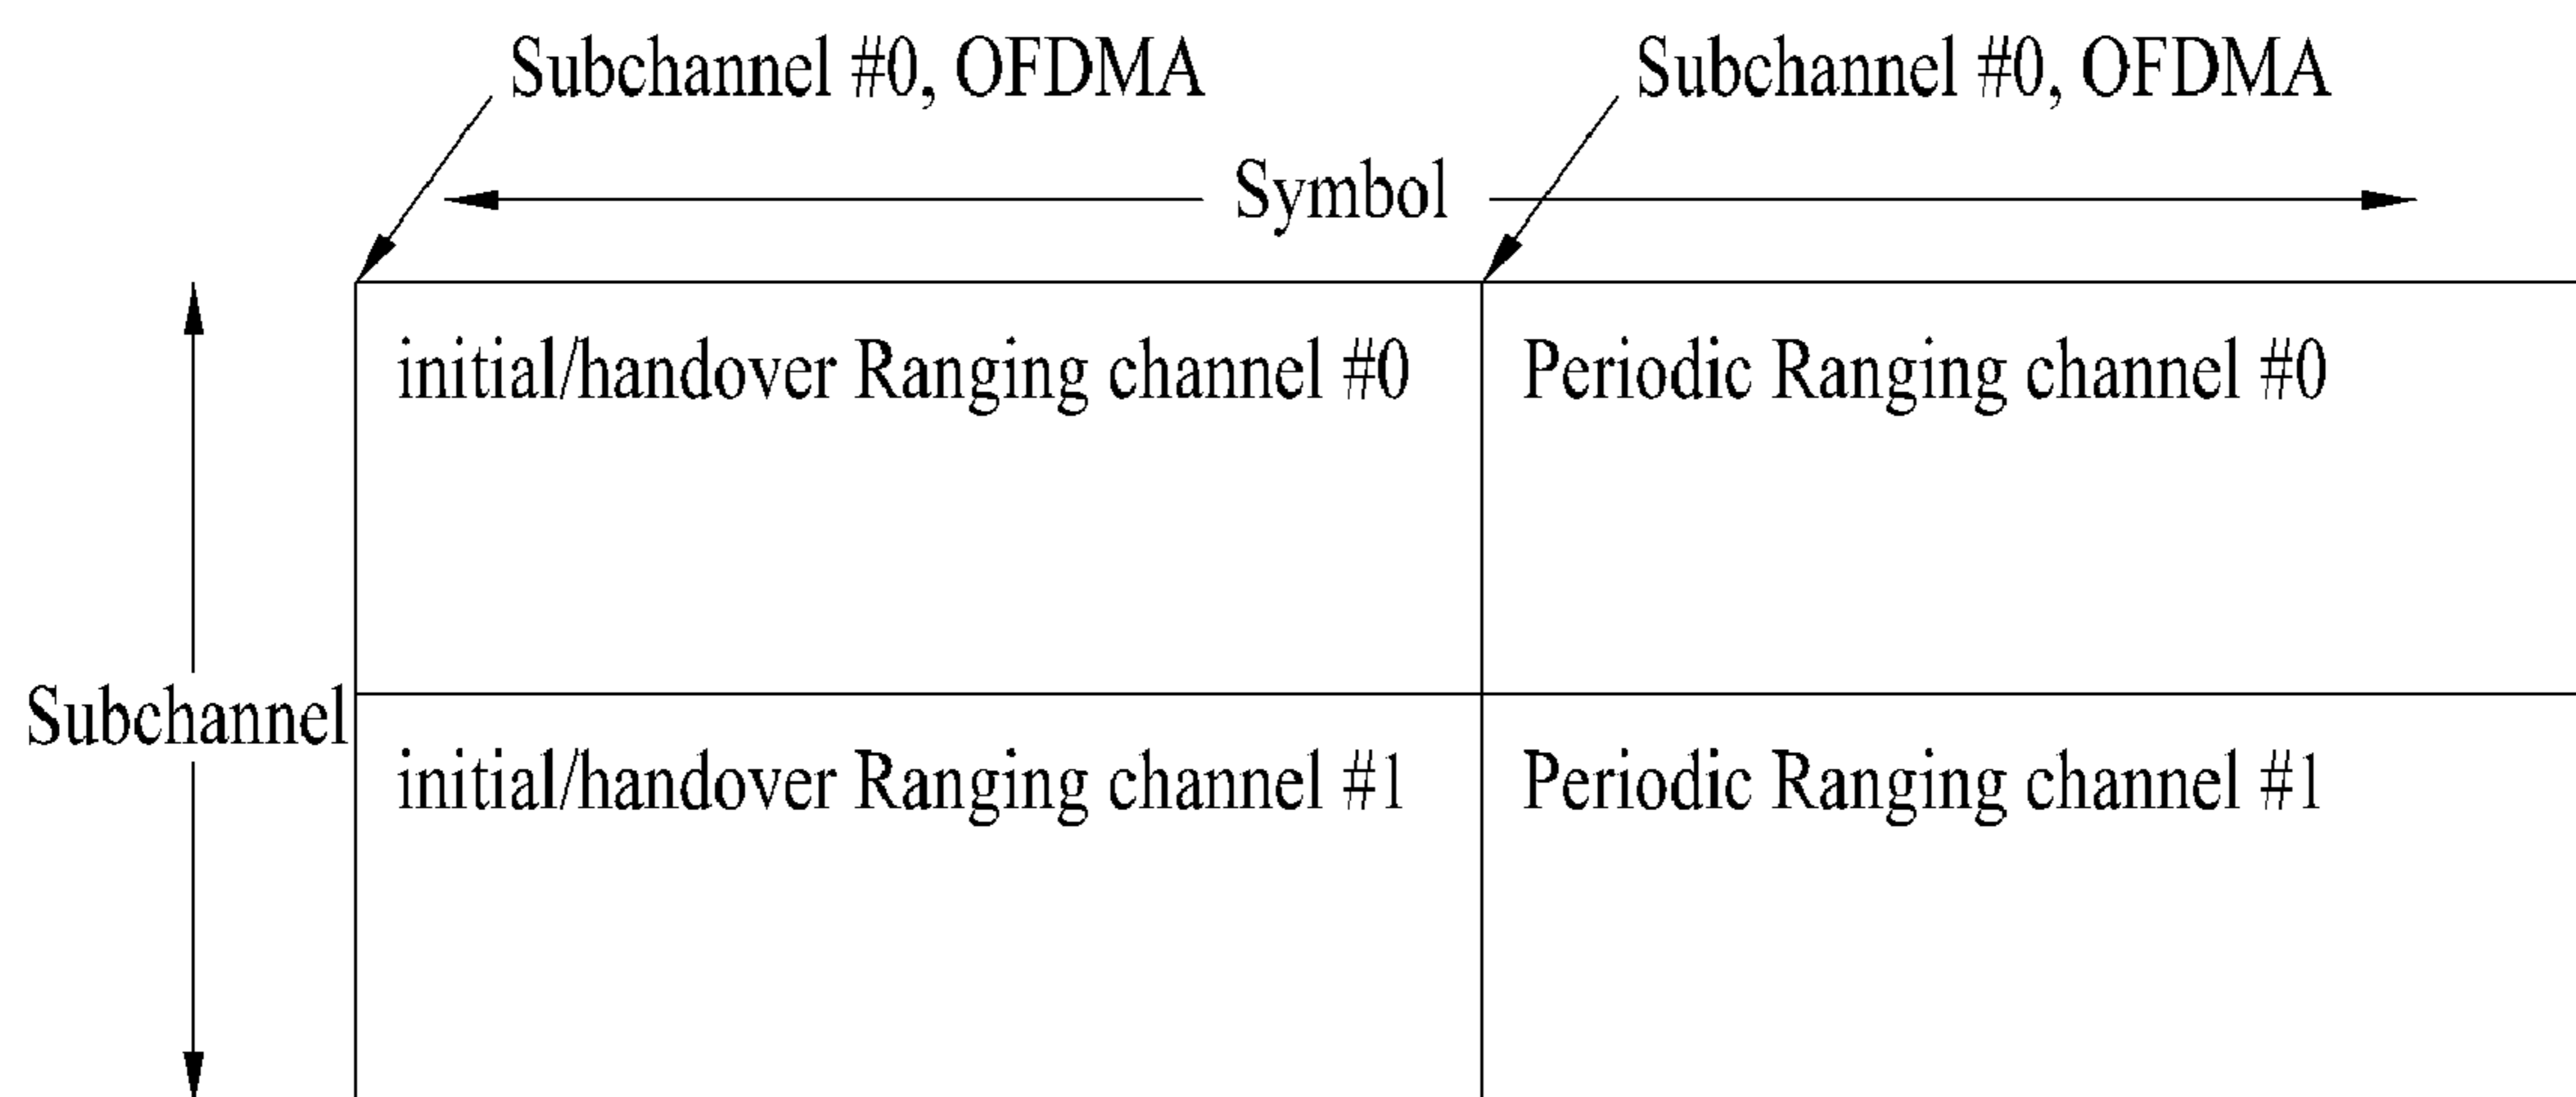 Subchannel #0, OFDMA
Subchannel #0, OFDMA
Symbol
initial/handover Ranging channel #0
Periodic Ranging channel #0
Subchannel
initial/handover Ranging channel #1
Periodic Ranging channel #1